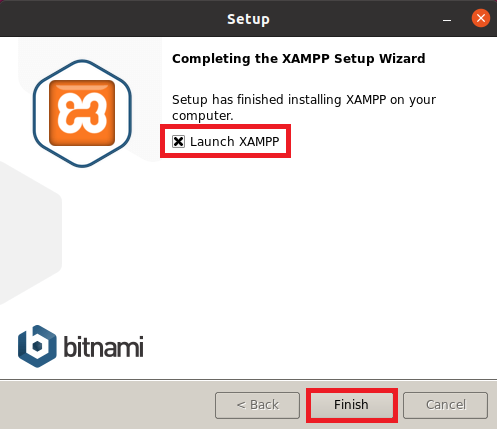 Setup
Completing the XAMPP Setup Wizard
Setup has finished installing XAMPP on your
computer.
Launch XAMPP
bitnami
< Back
Finish
Cancel